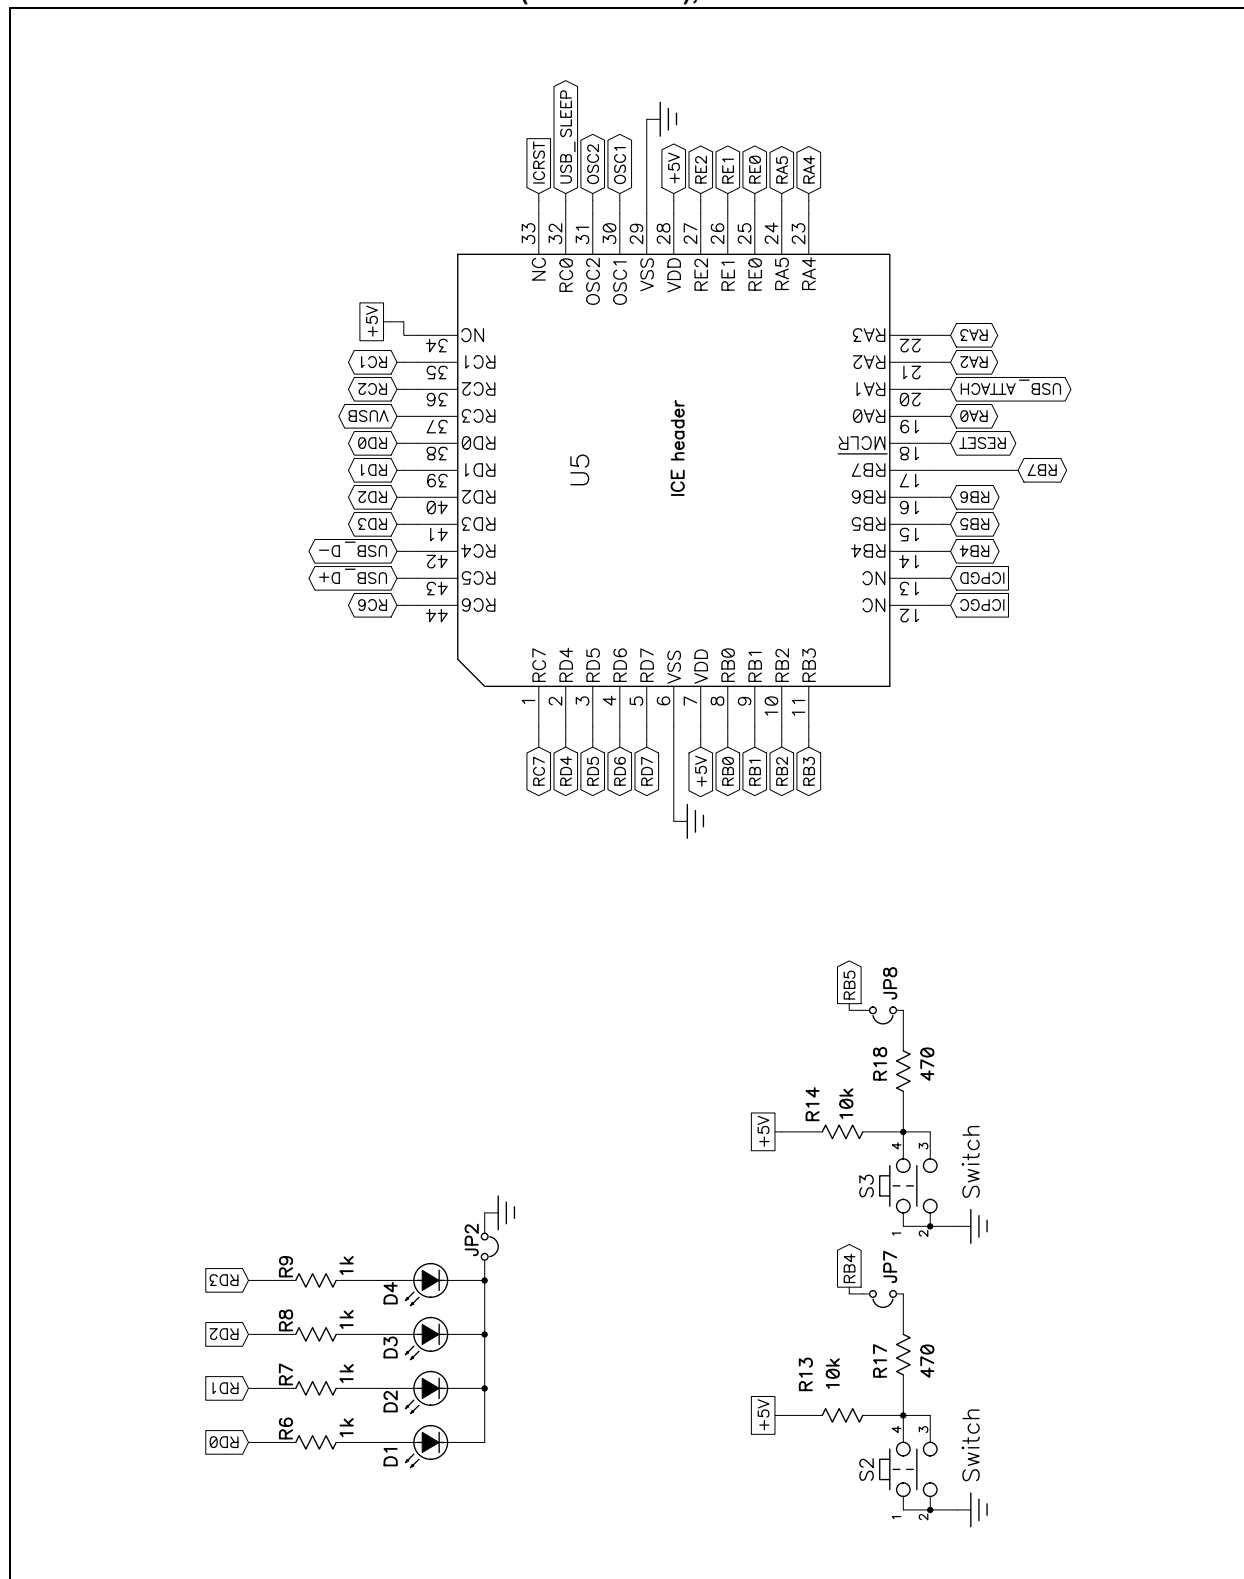 ICRST
USB_SLEEP
OSC2
OSC1
+5V
RE2
RE1
RE0
RA5
RA4
33
32
31
30
29
28
27
26
25
24
23
NC
RC0
OSC2
OSC1
VSS
VDD
RE2
RE1
RE0
RA5
RA4
+5V
34
NC
RC1
35
RC1
RC2
36
RC2
VUSB
37
RC3
RD0
38
RD0
RD1
39
RD1
RD2
40
RD2
RD3
41
RD3
USB_D-
42
RC4
USB_D+
43
RC5
RC6
44
RC6
U5
ICE header
RA3
22
RA3
RA2
21
RA2
RA1
20
USB_ATTACH
RA0
19
RA0
MCLR
18
RESET
RB7
17
RB7
RB6
16
RB6
RB5
15
RB5
RB4
14
RB4
NC
13
ICPGD
NC
12
ICPGC
RC7
RD4
RD5
RD6
RD7
VSS
VDD
RB0
RB1
RB2
RB3
1
2
3
4
5
6
7
8
9
10
11
RC7
RD4
RD5
RD6
RD7
+5V
RB0
RB1
RB2
RB3
RB5
JP8
R18
470
+5V
R14
10k
4
3
S3
Switch
1
2
RB4
JP7
R17
470
+5V
R13
10k
4
3
S2
Switch
1
2
RD3
R9
1k
D4
JP2
RD2
R8
1k
D3
RD1
R7
1k
D2
RD0
R6
1k
D1